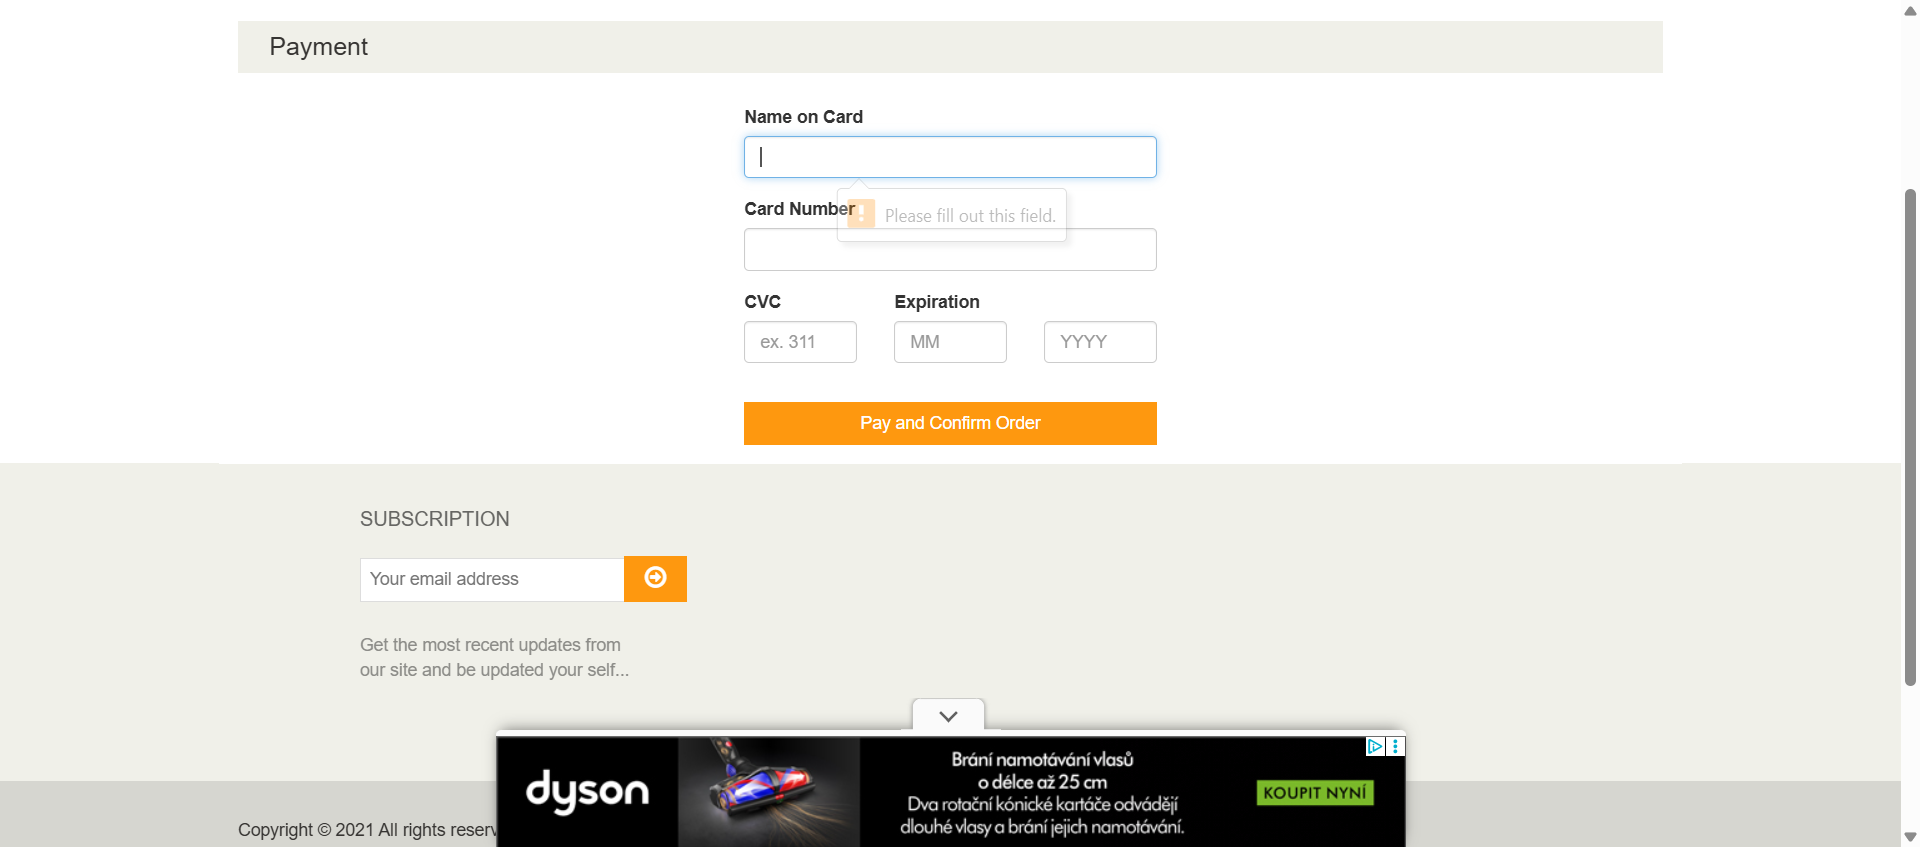 Payment
Name on Card
Card Number
! Please fill out this field.
CVC
Expiration
ex. 311
MM
YYYY
Pay and Confirm Order
SUBSCRIPTION
Your email address
Get the most recent updates from
our site and be updated your self...
Copyright © 2021 All rights reserv
dyson
Brání namotávání vlasů
o délce až 25 cm
Dva rotační kónické kartáče odvádějí
dlouhé vlasy a brání jejich namotávání.
KOUPIT NYNÍ